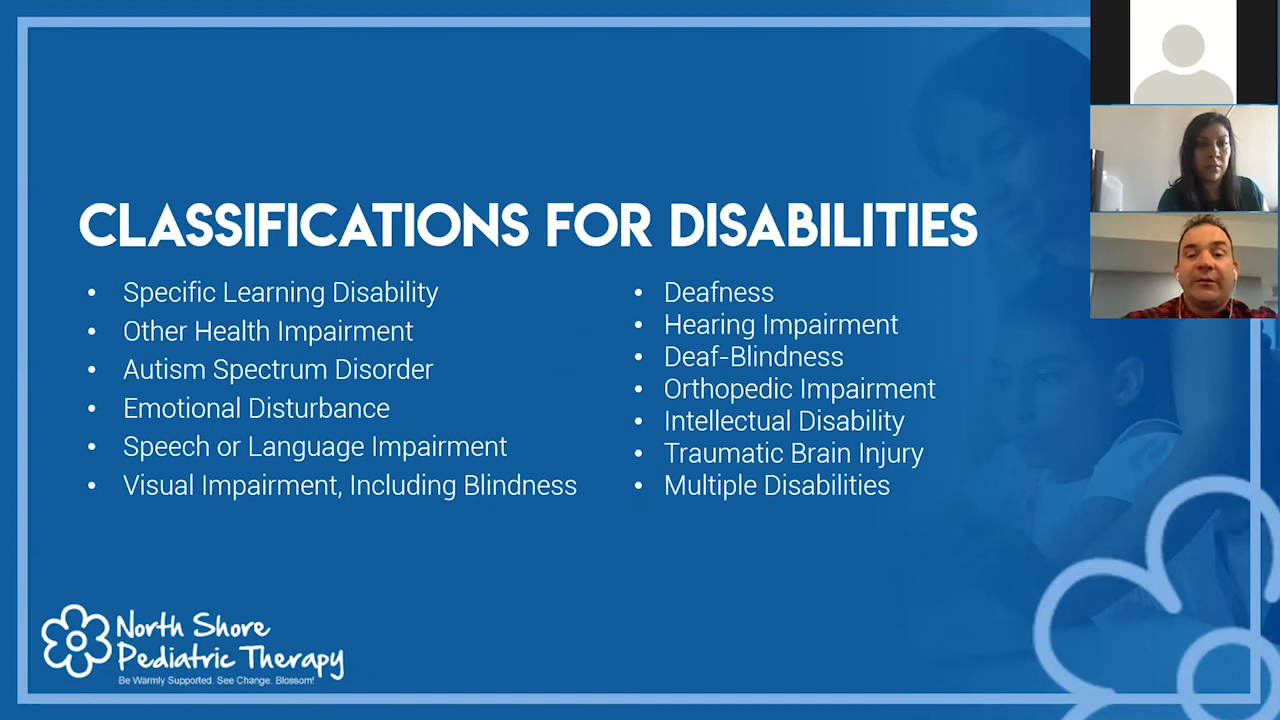 CLASSIFICATIONS FOR DISABILITIES
• Specific Learning Disability
• Other Health Impairment
• Autism Spectrum Disorder
• Emotional Disturbance
• Speech or Language Impairment
• Visual Impairment, Including Blindness
• Deafness
• Hearing Impairment
• Deaf-Blindness
• Orthopedic Impairment
• Intellectual Disability
• Traumatic Brain Injury
• Multiple Disabilities
North Shore
Pediatric Therapy
Be Warmly Supported. See Change. Blossom!